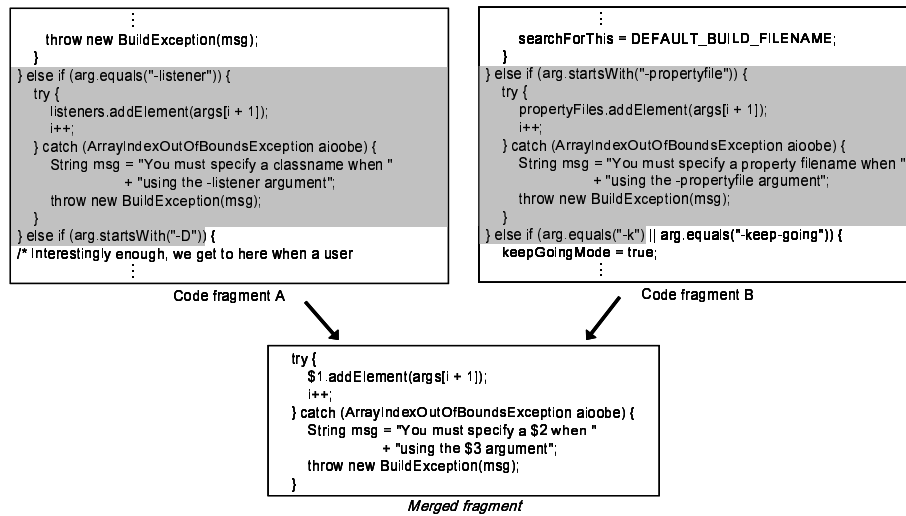 ⋮
throw new BuildException(msg);
}
} else if (arg.equals("-listener")) {
try {
listeners.addElement(args[i + 1]);
i++;
} catch (ArrayIndexOutOfBoundsException aioobe) {
String msg = "You must specify a classname when "
+ "using the -listener argument";
throw new BuildException(msg);
}
} else if (arg.startsWith("-D")) {
/* Interestingly enough, we get to here when a user
⋮
Code fragment A
⋮
searchForThis = DEFAULT_BUILD_FILENAME;
}
} else if (arg.startsWith("-propertyfile")) {
try {
propertyFiles.addElement(args[i + 1]);
i++;
} catch (ArrayIndexOutOfBoundsException aioobe) {
String msg = "You must specify a property filename when "
+ "using the -propertyfile argument";
throw new BuildException(msg);
}
} else if (arg.equals("-k") || arg.equals("-keep-going")) {
keepGoingMode = true;
⋮
Code fragment B
try {
$1.addElement(args[i + 1]);
i++;
} catch (ArrayIndexOutOfBoundsException aioobe) {
String msg = "You must specify a $2 when "
+ "using the $3 argument";
throw new BuildException(msg);
}
Merged fragment